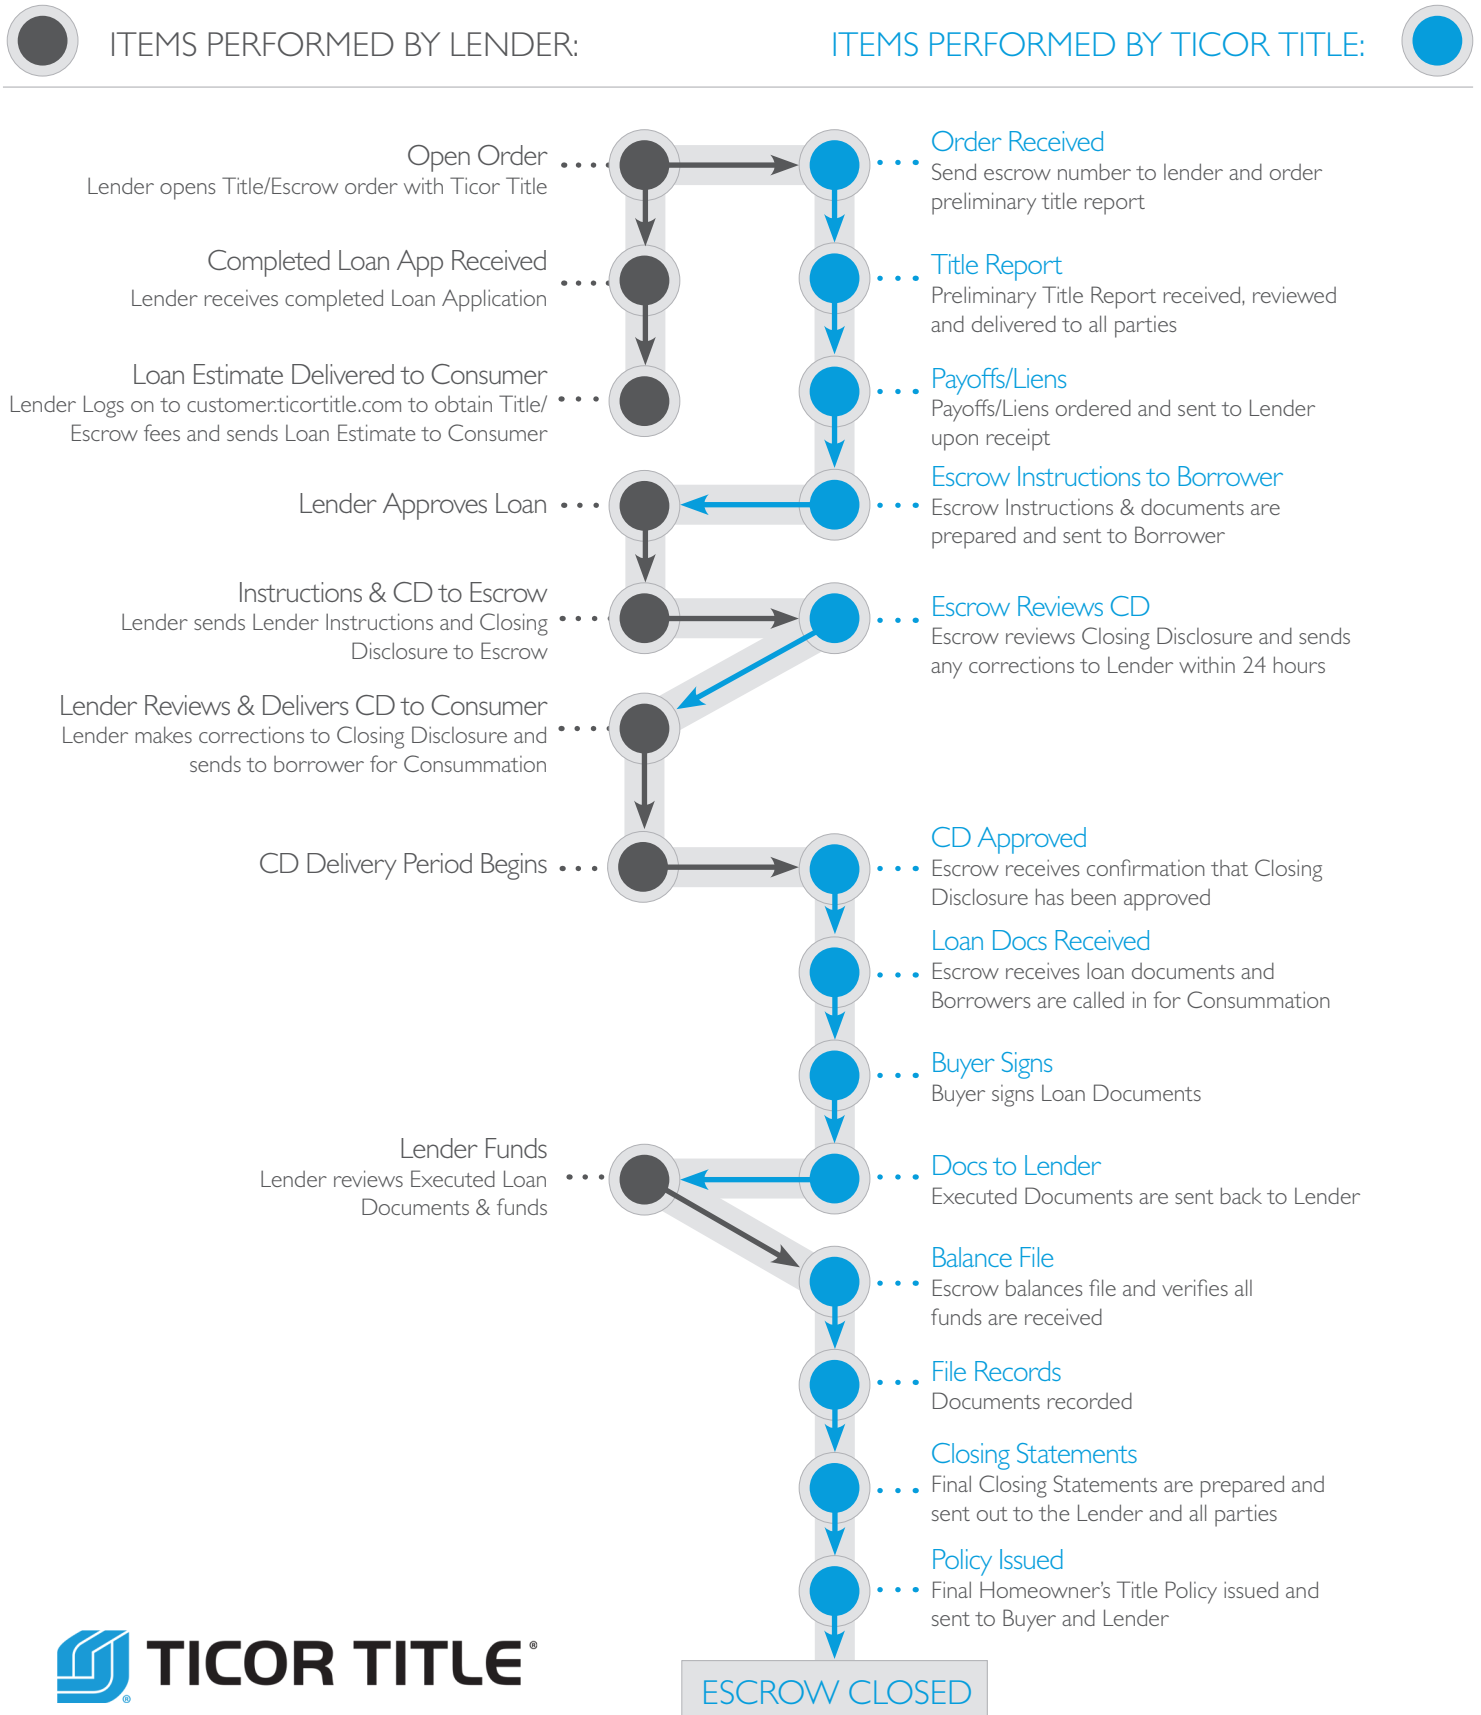 ITEMS PERFORMED BY LENDER:
ITEMS PERFORMED BY TICOR TITLE:
Open Order
Lender opens Title/Escrow order with Ticor Title
Order Received
Send escrow number to lender and order
preliminary title report
Completed Loan App Received
Lender receives completed Loan Application
Title Report
Preliminary Title Report received, reviewed
and delivered to all parties
Loan Estimate Delivered to Consumer
Lender Logs on to customer.ticortitle.com to obtain Title/
Escrow fees and sends Loan Estimate to Consumer
Payoffs/Liens
Payoffs/Liens ordered and sent to Lender
upon receipt
Lender Approves Loan
Escrow Instructions to Borrower
Escrow Instructions & documents are
prepared and sent to Borrower
Instructions & CD to Escrow
Lender sends Lender Instructions and Closing
Disclosure to Escrow
Escrow Reviews CD
Escrow reviews Closing Disclosure and sends
any corrections to Lender within 24 hours
Lender Reviews & Delivers CD to Consumer
Lender makes corrections to Closing Disclosure and
sends to borrower for Consummation
CD Delivery Period Begins
CD Approved
Escrow receives confirmation that Closing
Disclosure has been approved
Loan Docs Received
Escrow receives loan documents and
Borrowers are called in for Consummation
Buyer Signs
Buyer signs Loan Documents
Lender Funds
Lender reviews Executed Loan
Documents & funds
Docs to Lender
Executed Documents are sent back to Lender
Balance File
Escrow balances file and verifies all
funds are received
File Records
Documents recorded
Closing Statements
Final Closing Statements are prepared and
sent out to the Lender and all parties
Policy Issued
Final Homeowner's Title Policy issued and
sent to Buyer and Lender
® TICOR TITLE®
ESCROW CLOSED